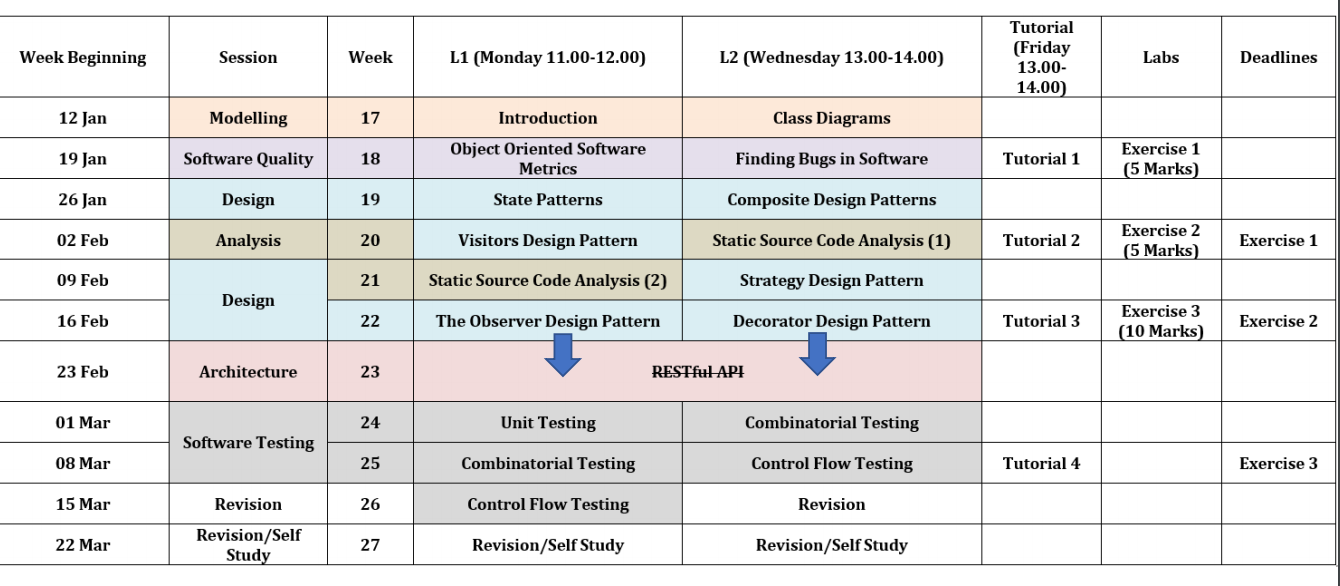 Week Beginning Session Week L1 (Monday 11.00-12.00) L2 (Wednesday 13.00-14.00) Tutorial (Friday 13.00-14.00) Labs Deadlines
12 Jan Modelling 17 Introduction Class Diagrams
19 Jan Software Quality 18 Object Oriented Software Metrics Finding Bugs in Software Tutorial 1 Exercise 1 (5 Marks)
26 Jan Design 19 State Patterns Composite Design Patterns
02 Feb Analysis 20 Visitors Design Pattern Static Source Code Analysis (1) Tutorial 2 Exercise 2 (5 Marks) Exercise 1
09 Feb Design 21 Static Source Code Analysis (2) Strategy Design Pattern
16 Feb 22 The Observer Design Pattern Decorator Design Pattern Tutorial 3 Exercise 3 (10 Marks) Exercise 2
23 Feb Architecture 23 RESTful API
01 Mar Software Testing 24 Unit Testing Combinatorial Testing
08 Mar 25 Combinatorial Testing Control Flow Testing Tutorial 4 Exercise 3
15 Mar Revision 26 Control Flow Testing Revision
22 Mar Revision/Self Study 27 Revision/Self Study Revision/Self Study